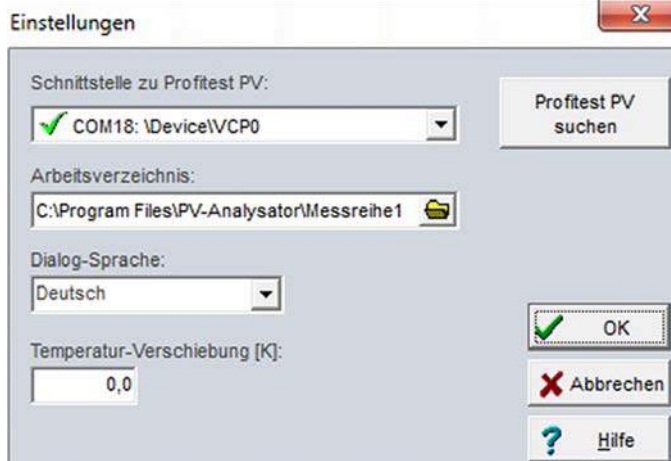 Einstellungen
Schnittstelle zu Profitest PV:
COM18: \Device\VCP0
Profitest PV
suchen
Arbeitsverzeichnis:
C:\Program Files\PV-Analysator\Messreihe1
Dialog-Sprache:
Deutsch
Temperatur-Verschiebung [K]:
0,0
OK
Abbrechen
Hilfe